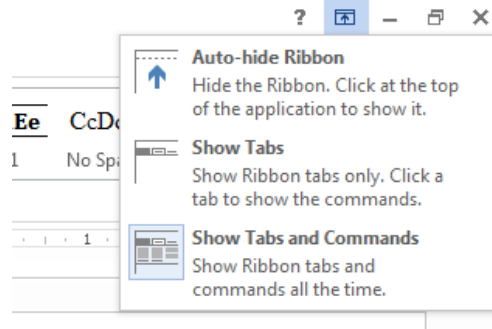 ?
Auto-hide Ribbon
Hide the Ribbon. Click at the top
of the application to show it.
Ee CcD
1 No Spa
Show Tabs
Show Ribbon tabs only. Click a
tab to show the commands.
1
Show Tabs and Commands
Show Ribbon tabs and
commands all the time.